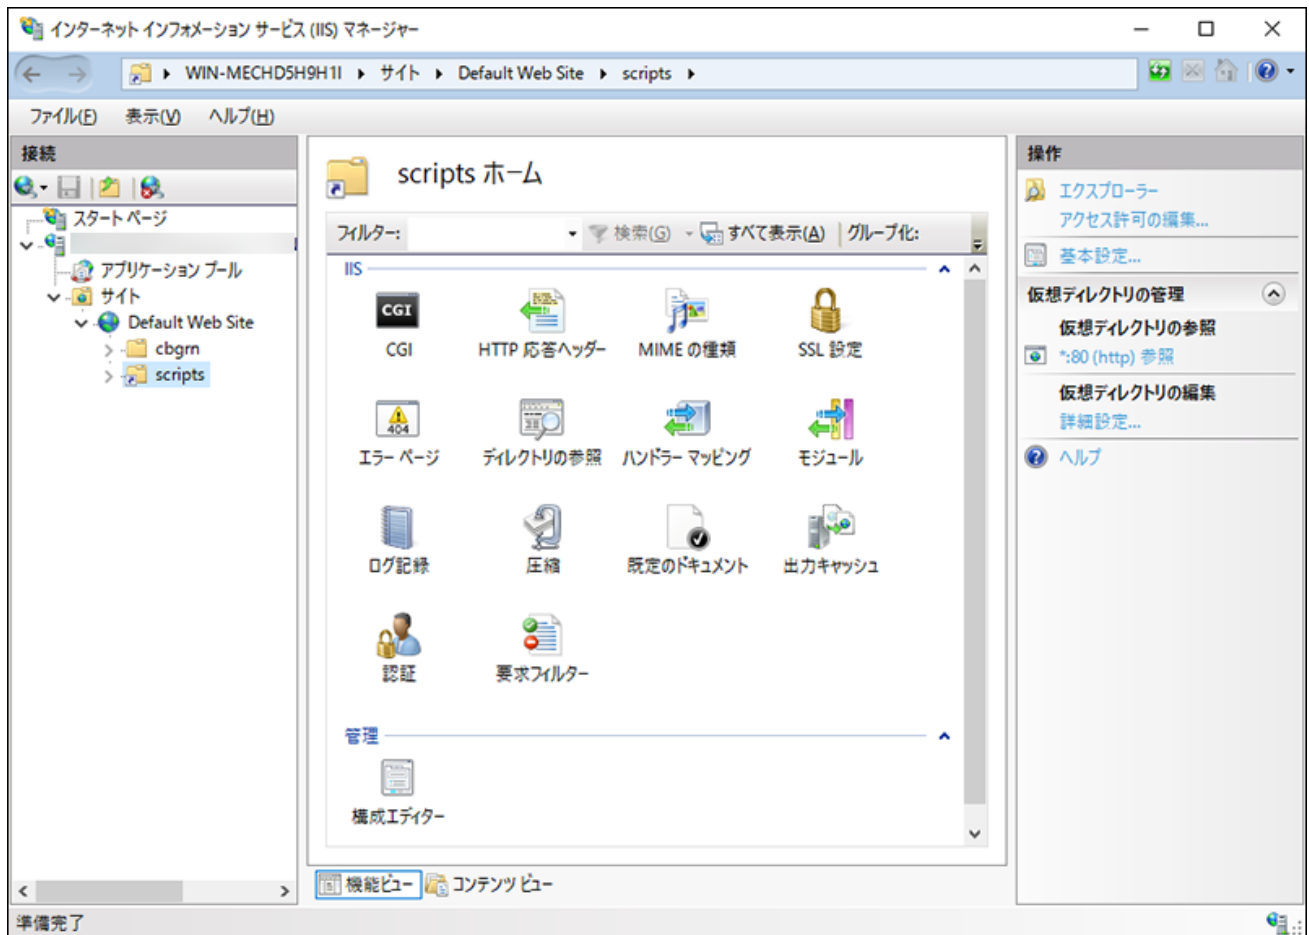 インターネット インフォメーション サービス (IIS) マネージャー
WIN-MECHD5H9H1I ▸ サイト ▸ Default Web Site ▸ scripts ▸
ファイル(F) 表示(V) ヘルプ(H)
接続
スタート ページ
アプリケーション プール
サイト
Default Web Site
cbgrn
scripts
scripts ホーム
フィルター: 検索(G) すべて表示(A) グループ化:
IIS
CGI
CGI HTTP 応答ヘッダー MIME の種類 SSL 設定
404
エラー ページ ディレクトリの参照 ハンドラー マッピング モジュール
ログ記録 圧縮 既定のドキュメント 出力キャッシュ
認証 要求フィルター
管理
構成エディター
機能ビュー コンテンツ ビュー
操作
エクスプローラー
アクセス許可の編集...
基本設定...
仮想ディレクトリの管理
仮想ディレクトリの参照
*:80 (http) 参照
仮想ディレクトリの編集
詳細設定...
ヘルプ
準備完了